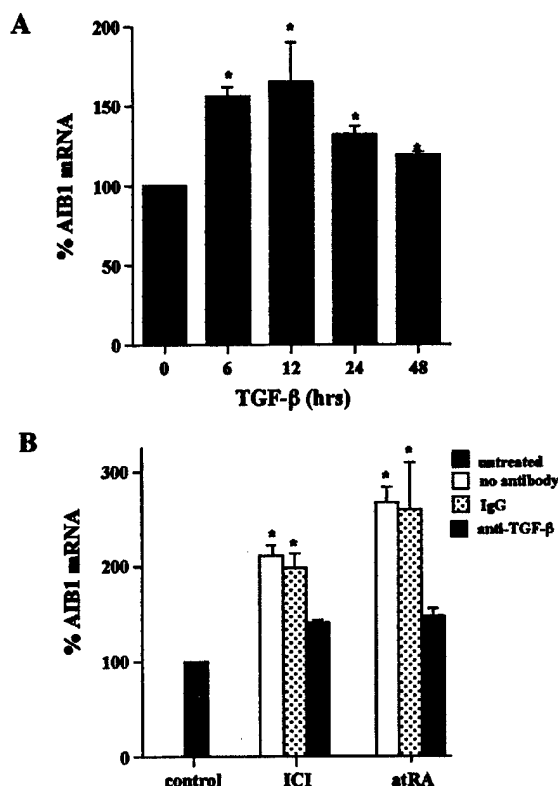 A
200
*
*
150
*
*
% AIB1 mRNA
100
50
0
0 6 12 24 48
TGF-β (hrs)
B
untreated
no antibody
IgG
anti-TGF-β
300
* *
* *
200
% AIB1 mRNA
100
0
control ICI atRA